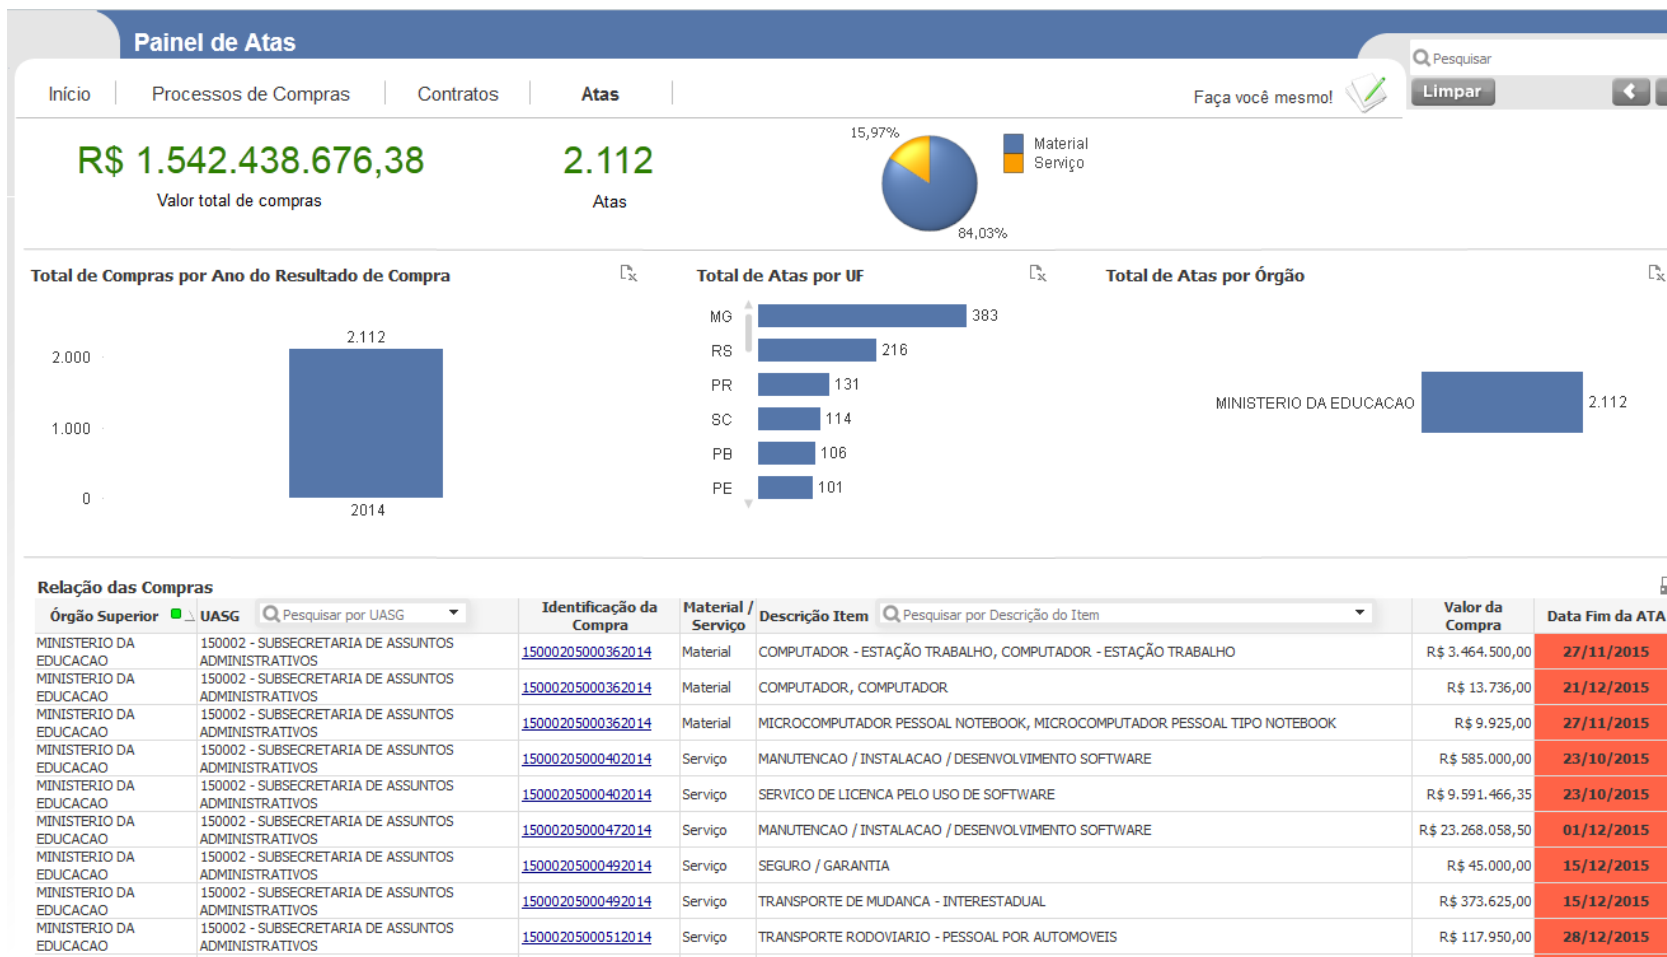 Painel de Atas
Pesquisar
Início
Processos de Compras
Contratos
Atas
Faça você mesmo!
Limpar
R$ 1.542.438.676,38
Valor total de compras
2.112
Atas
15,97%
84,03%
Material
Serviço
Total de Compras por Ano do Resultado de Compra
2.112
2.000
1.000
0
2014
Total de Atas por UF
MG 383
RS 216
PR 131
SC 114
PB 106
PE 101
Total de Atas por Órgão
MINISTERIO DA EDUCACAO 2.112
Relação das Compras
Órgão Superior UASG Pesquisar por UASG Identificação da Compra Material / Serviço Descrição Item Pesquisar por Descrição do Item Valor da Compra Data Fim da ATA
MINISTERIO DA EDUCACAO 150002 - SUBSECRETARIA DE ASSUNTOS ADMINISTRATIVOS 15000205000362014 Material COMPUTADOR - ESTAÇÃO TRABALHO, COMPUTADOR - ESTAÇÃO TRABALHO R$ 3.464.500,00 27/11/2015
MINISTERIO DA EDUCACAO 150002 - SUBSECRETARIA DE ASSUNTOS ADMINISTRATIVOS 15000205000362014 Material COMPUTADOR, COMPUTADOR R$ 13.736,00 21/12/2015
MINISTERIO DA EDUCACAO 150002 - SUBSECRETARIA DE ASSUNTOS ADMINISTRATIVOS 15000205000362014 Material MICROCOMPUTADOR PESSOAL NOTEBOOK, MICROCOMPUTADOR PESSOAL TIPO NOTEBOOK R$ 9.925,00 27/11/2015
MINISTERIO DA EDUCACAO 150002 - SUBSECRETARIA DE ASSUNTOS ADMINISTRATIVOS 15000205000402014 Serviço MANUTENCAO / INSTALACAO / DESENVOLVIMENTO SOFTWARE R$ 585.000,00 23/10/2015
MINISTERIO DA EDUCACAO 150002 - SUBSECRETARIA DE ASSUNTOS ADMINISTRATIVOS 15000205000402014 Serviço SERVICO DE LICENCA PELO USO DE SOFTWARE R$ 9.591.466,35 23/10/2015
MINISTERIO DA EDUCACAO 150002 - SUBSECRETARIA DE ASSUNTOS ADMINISTRATIVOS 15000205000472014 Serviço MANUTENCAO / INSTALACAO / DESENVOLVIMENTO SOFTWARE R$ 23.268.058,50 01/12/2015
MINISTERIO DA EDUCACAO 150002 - SUBSECRETARIA DE ASSUNTOS ADMINISTRATIVOS 15000205000492014 Serviço SEGURO / GARANTIA R$ 45.000,00 15/12/2015
MINISTERIO DA EDUCACAO 150002 - SUBSECRETARIA DE ASSUNTOS ADMINISTRATIVOS 15000205000492014 Serviço TRANSPORTE DE MUDANCA - INTERESTADUAL R$ 373.625,00 15/12/2015
MINISTERIO DA EDUCACAO 150002 - SUBSECRETARIA DE ASSUNTOS ADMINISTRATIVOS 15000205000512014 Serviço TRANSPORTE RODOVIARIO - PESSOAL POR AUTOMOVEIS R$ 117.950,00 28/12/2015